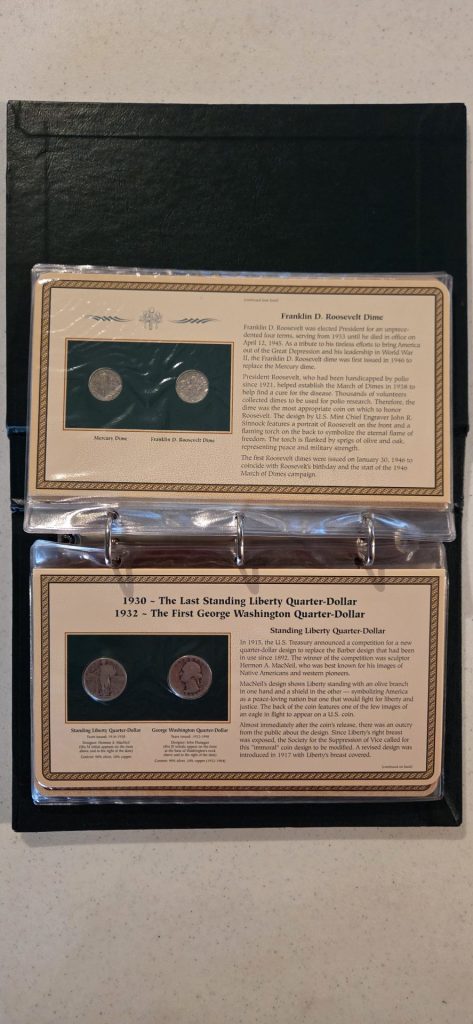 (continued from front)
Franklin D. Roosevelt Dime
Franklin D. Roosevelt was elected President for an unprece-
dented four terms, serving from 1933 until he died in office on
April 12, 1945. As a tribute to his tireless efforts to bring America
out of the Great Depression and his leadership in World War
II, the Franklin D. Roosevelt dime was first issued in 1946 to
replace the Mercury dime.
President Roosevelt, who had been handicapped by polio
since 1921, helped establish the March of Dimes in 1938 to
help find a cure for the disease. Thousands of volunteers
collected dimes to be used for polio research. Therefore, the
dime was the most appropriate coin on which to honor
Roosevelt. The design by U.S. Mint Chief Engraver John R.
Sinnock features a portrait of Roosevelt on the front and a
flaming torch on the back to symbolize the eternal flame of
freedom. The torch is flanked by sprigs of olive and oak,
representing peace and military strength.
The first Roosevelt dimes were issued on January 30, 1946 to
coincide with Roosevelt's birthday and the start of the 1946
March of Dimes campaign.
Mercury Dime
Franklin D. Roosevelt Dime
1930 – The Last Standing Liberty Quarter-Dollar
1932 – The First George Washington Quarter-Dollar
Standing Liberty Quarter-Dollar
In 1915, the U.S. Treasury announced a competition for a new
quarter-dollar design to replace the Barber design that had been
in use since 1892. The winner of the competition was sculptor
Hermon A. MacNeil, who was best known for his images of
Native Americans and western pioneers.
MacNeil's design shows Liberty standing with an olive branch
in one hand and a shield in the other — symbolizing America
as a peace-loving nation but one that would fight for liberty and
justice. The back of the coin features one of the few images of
an eagle in flight to appear on a U.S. coin.
Almost immediately after the coin's release, there was an outcry
from the public about the design. Since Liberty's right breast
was exposed, the Society for the Suppression of Vice called for
this "immoral" coin design to be modified. A revised design was
introduced in 1917 with Liberty's breast covered.
(continued on back)
Standing Liberty Quarter-Dollar
Years issued: 1916-1930
Designer: Hermon A. MacNeil
George Washington Quarter-Dollar
Years issued: 1932-1998
Designer: John Flanagan